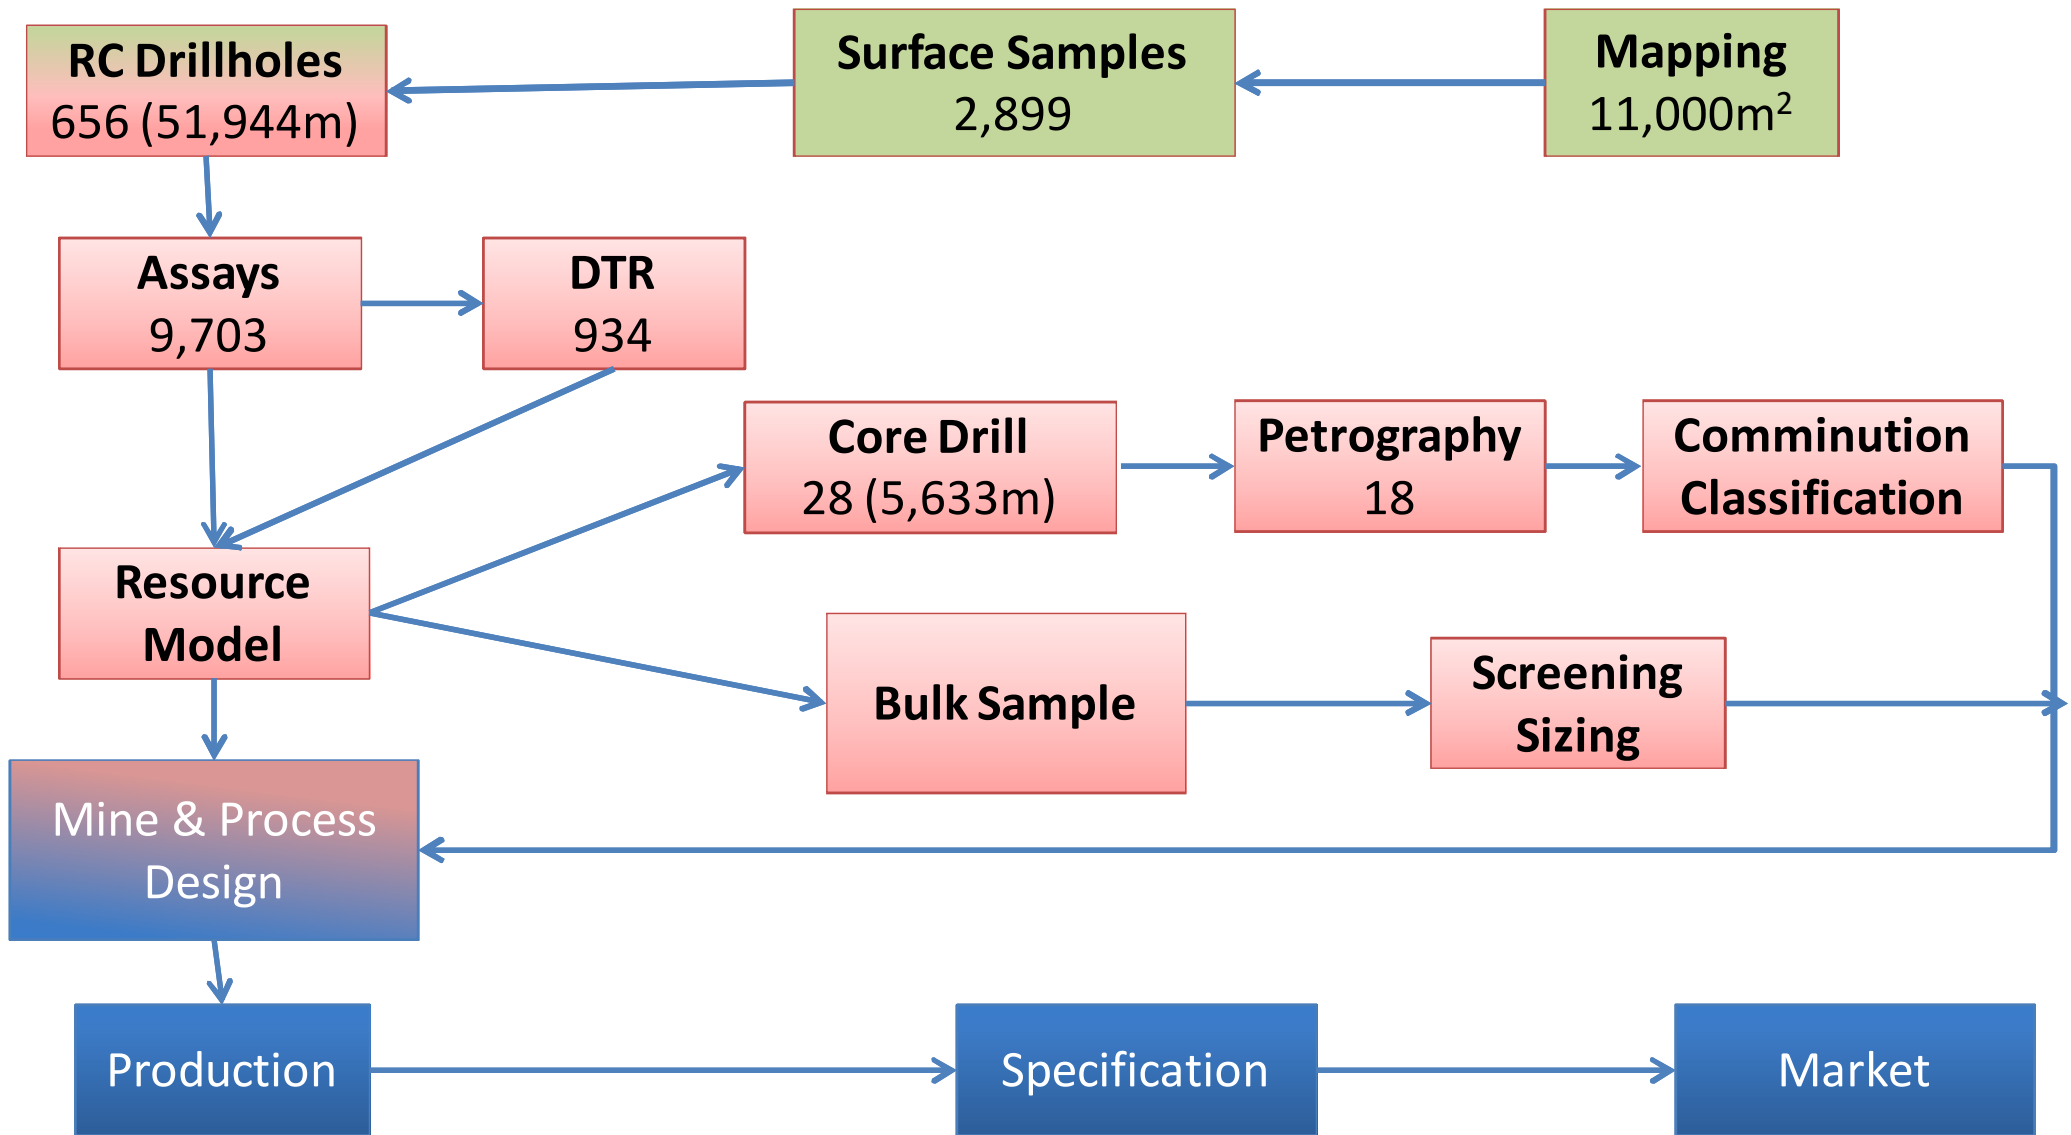 RC Drillholes
656 (51,944m)
Surface Samples
2,899
Mapping
11,000m²
Assays
9,703
DTR
934
Core Drill
28 (5,633m)
Petrography
18
Comminution
Classification
Resource
Model
Bulk Sample
Screening
Sizing
Mine & Process
Design
Production
Specification
Market